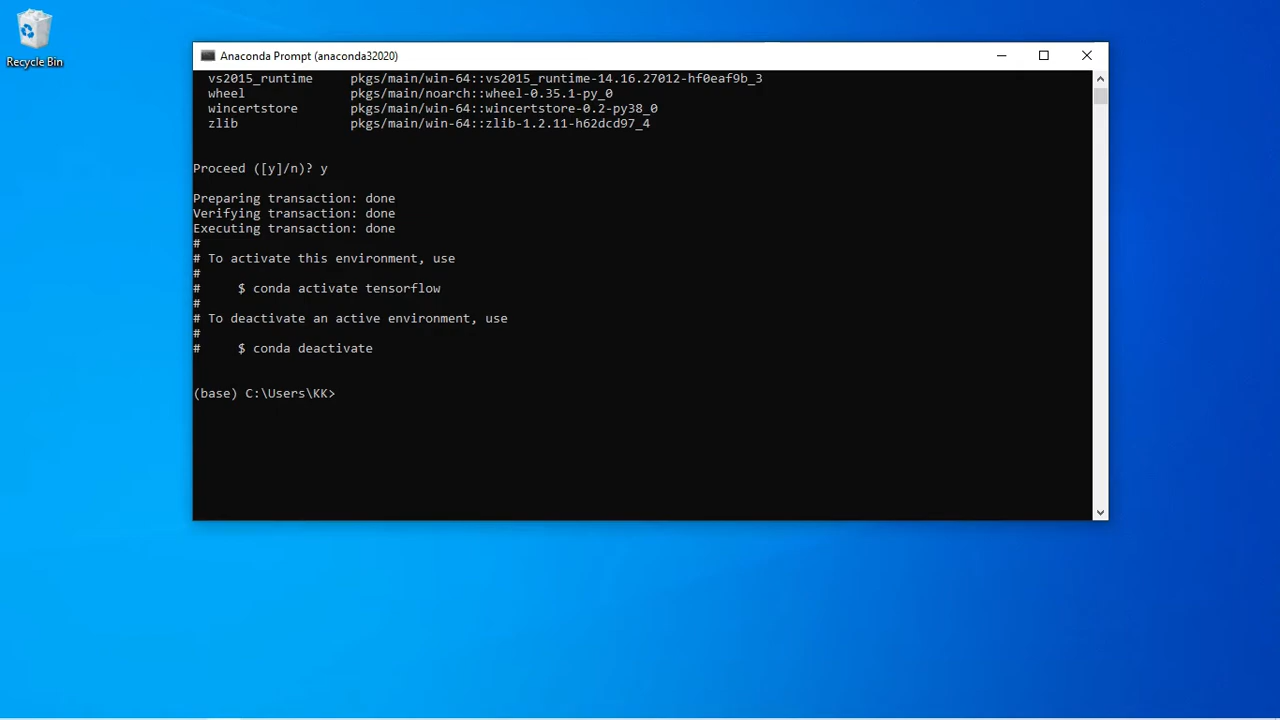 Recycle Bin
Anaconda Prompt (anaconda32020)
vs2015_runtime     pkgs/main/win-64::vs2015_runtime-14.16.27012-hf0eaf9b_3
wheel              pkgs/main/noarch::wheel-0.35.1-py_0
wincertstore       pkgs/main/win-64::wincertstore-0.2-py38_0
zlib               pkgs/main/win-64::zlib-1.2.11-h62dcd97_4
Proceed ([y]/n)? y
Preparing transaction: done
Verifying transaction: done
Executing transaction: done
#
# To activate this environment, use
#
#     $ conda activate tensorflow
#
# To deactivate an active environment, use
#
#     $ conda deactivate
(base) C:\Users\KK>